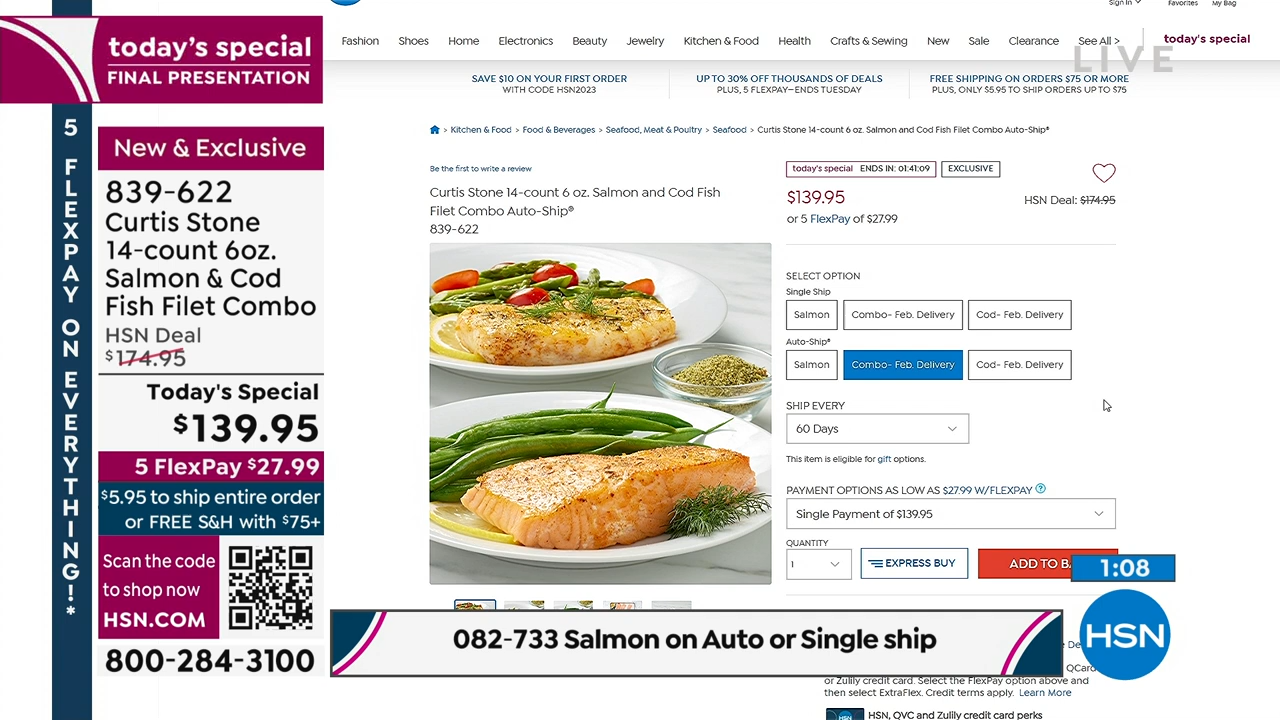 today's special
FINAL PRESENTATION
5 FLEXPAY ON EVERYTHING!*
New & Exclusive
839-622
Curtis Stone
14-count 6oz.
Salmon & Cod
Fish Filet Combo
HSN Deal
$174.95
Today's Special
$139.95
5 FlexPay $27.99
$5.95 to ship entire order
or FREE S&H with $75+
Scan the code
to shop now
HSN.COM
800-284-3100
Sign In Favorites My Bag
Fashion Shoes Home Electronics Beauty Jewelry Kitchen & Food Health Crafts & Sewing New Sale Clearance See All > today's special
LIVE
SAVE $10 ON YOUR FIRST ORDER
WITH CODE HSN2023
UP TO 30% OFF THOUSANDS OF DEALS
PLUS, 5 FLEXPAY—ENDS TUESDAY
FREE SHIPPING ON ORDERS $75 OR MORE
PLUS, ONLY $5.95 TO SHIP ORDERS UP TO $75
> Kitchen & Food > Food & Beverages > Seafood, Meat & Poultry > Seafood > Curtis Stone 14-count 6 oz. Salmon and Cod Fish Filet Combo Auto-Ship®
Be the first to write a review
Curtis Stone 14-count 6 oz. Salmon and Cod Fish
Filet Combo Auto-Ship®
839-622
today's special ENDS IN: 01:41:09 EXCLUSIVE
$139.95 HSN Deal: $174.95
or 5 FlexPay of $27.99
SELECT OPTION
Single Ship
Salmon Combo- Feb. Delivery Cod- Feb. Delivery
Auto-Ship®
Salmon Combo- Feb. Delivery Cod- Feb. Delivery
SHIP EVERY
60 Days
This item is eligible for gift options.
PAYMENT OPTIONS AS LOW AS $27.99 W/FLEXPAY ?
Single Payment of $139.95
QUANTITY
1 EXPRESS BUY ADD TO BA
1:08
082-733 Salmon on Auto or Single ship
HSN
QCar
or Zulily credit card. Select the FlexPay option above and
then select ExtraFlex. Credit terms apply. Learn More
HSN
HSN, QVC and Zulily credit card perks